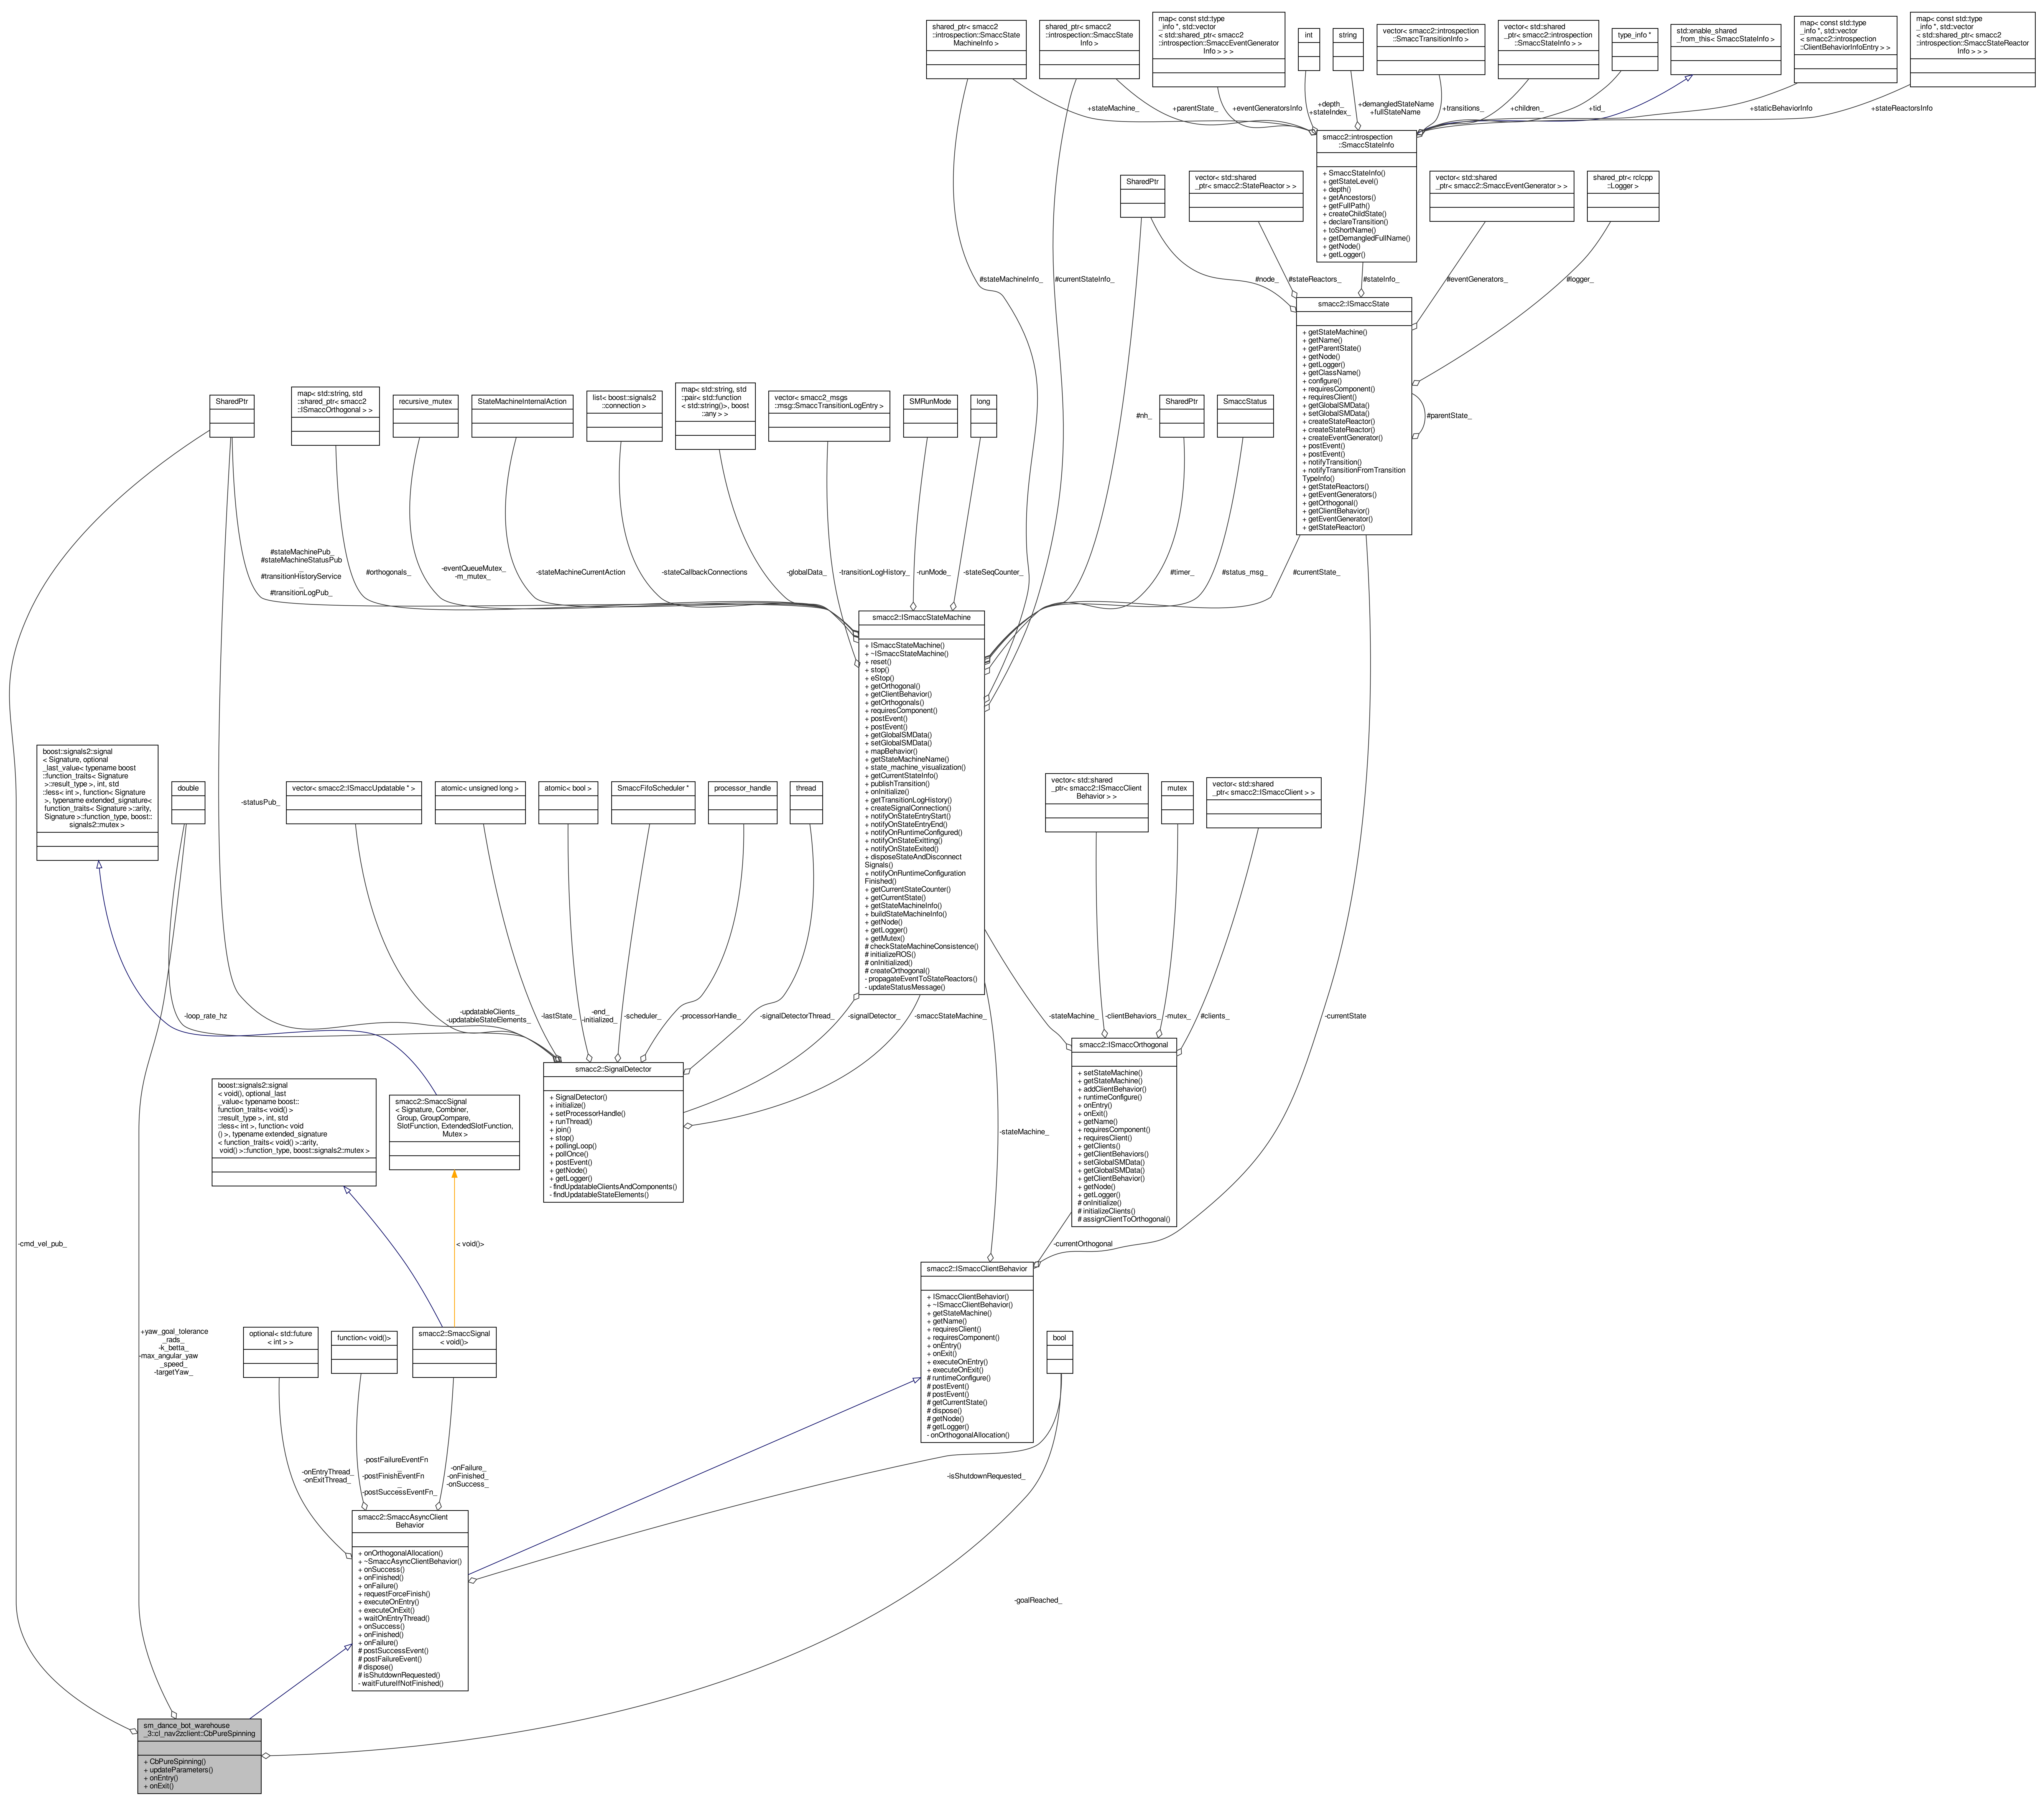 shared_ptr< smacc2
::introspection::SmaccState
MachineInfo >
shared_ptr< smacc2
::introspection::SmaccState
Info >
map< const std::type
_info *, std::vector
< std::shared_ptr< smacc2
::introspection::SmaccEventGenerator
Info > > >
int
string
vector< smacc2::introspection
::SmaccTransitionInfo >
vector< std::shared
_ptr< smacc2::introspection
::SmaccStateInfo > >
type_info *
std::enable_shared
_from_this< SmaccStateInfo >
map< const std::type
_info *, std::vector
< smacc2::introspection
::ClientBehaviorInfoEntry > >
map< const std::type
_info *, std::vector
< std::shared_ptr< smacc2
::introspection::SmaccStateReactor
Info > > >
+stateMachine_
+parentState_
+eventGeneratorsInfo
+depth_
+stateIndex_
+demangledStateName
+fullStateName
+transitions_
+children_
+tid_
+staticBehaviorInfo
+stateReactorsInfo
smacc2::introspection
::SmaccStateInfo
+ SmaccStateInfo()
+ getStateLevel()
+ depth()
+ getAncestors()
+ getFullPath()
+ createChildState()
+ declareTransition()
+ toShortName()
+ getDemangledFullName()
+ getNode()
+ getLogger()
SharedPtr
vector< std::shared
_ptr< smacc2::StateReactor > >
vector< std::shared
_ptr< smacc2::SmaccEventGenerator > >
shared_ptr< rclcpp
::Logger >
#stateMachineInfo_
#currentStateInfo_
#node_
#stateReactors_
#stateInfo_
#eventGenerators_
#logger_
smacc2::ISmaccState
+ getStateMachine()
+ getName()
+ getParentState()
+ getNode()
+ getLogger()
+ getClassName()
+ configure()
+ requiresComponent()
+ requiresClient()
+ getGlobalSMData()
+ setGlobalSMData()
+ createStateReactor()
+ createStateReactor()
+ createEventGenerator()
+ postEvent()
+ postEvent()
+ notifyTransition()
+ notifyTransitionFromTransition
TypeInfo()
+ getStateReactors()
+ getEventGenerators()
+ getOrthogonal()
+ getClientBehavior()
+ getEventGenerator()
+ getStateReactor()
#parentState_
SharedPtr
map< std::string, std
::shared_ptr< smacc2
::ISmaccOrthogonal > >
recursive_mutex
StateMachineInternalAction
list< boost::signals2
::connection >
map< std::string, std
::pair< std::function
< std::string()>, boost
::any > >
vector< smacc2_msgs
::msg::SmaccTransitionLogEntry >
SMRunMode
long
#nh_
SharedPtr
SmaccStatus
#stateMachinePub_
#stateMachineStatusPub
_
#transitionHistoryService
_
#transitionLogPub_
#orthogonals_
-eventQueueMutex_
-m_mutex_
-stateMachineCurrentAction
-stateCallbackConnections
-globalData_
-transitionLogHistory_
-runMode_
-stateSeqCounter_
#timer_
#status_msg_
#currentState_
smacc2::ISmaccStateMachine
+ ISmaccStateMachine()
+ ~ISmaccStateMachine()
+ reset()
+ stop()
+ eStop()
+ getOrthogonal()
+ getClientBehavior()
+ getOrthogonals()
+ requiresComponent()
+ postEvent()
+ postEvent()
+ getGlobalSMData()
+ setGlobalSMData()
+ mapBehavior()
+ getStateMachineName()
+ state_machine_visualization()
+ getCurrentStateInfo()
+ publishTransition()
+ onInitialize()
+ getTransitionLogHistory()
+ createSignalConnection()
+ notifyOnStateEntryStart()
+ notifyOnStateEntryEnd()
+ notifyOnRuntimeConfigured()
+ notifyOnStateExitting()
+ notifyOnStateExited()
+ disposeStateAndDisconnect
Signals()
+ notifyOnRuntimeConfiguration
Finished()
+ getCurrentStateCounter()
+ getCurrentState()
+ getStateMachineInfo()
+ buildStateMachineInfo()
+ getNode()
+ getLogger()
+ getMutex()
# checkStateMachineConsistence()
# initializeROS()
# onInitialized()
# createOrthogonal()
- propagateEventToStateReactors()
- updateStatusMessage()
boost::signals2::signal
< Signature, optional
_last_value< typename boost
::function_traits< Signature
>::result_type >, int, std
::less< int >, function< Signature
>, typename extended_signature<
function_traits< Signature >::arity,
Signature >::function_type, boost::
signals2::mutex >
double
-statusPub_
vector< smacc2::ISmaccUpdatable * >
atomic< unsigned long >
atomic< bool >
SmaccFifoScheduler *
processor_handle
thread
vector< std::shared
_ptr< smacc2::ISmaccClient
Behavior > >
mutex
vector< std::shared
_ptr< smacc2::ISmaccClient > >
-loop_rate_hz
-updatableClients_
-updatableStateElements_
-lastState_
-end_
-initialized_
-scheduler_
-processorHandle_
-signalDetectorThread_
-signalDetector_
-smaccStateMachine_
-stateMachine_
-clientBehaviors_
-mutex_
#clients_
-currentState
smacc2::SignalDetector
+ SignalDetector()
+ initialize()
+ setProcessorHandle()
+ runThread()
+ join()
+ stop()
+ pollingLoop()
+ pollOnce()
+ postEvent()
+ getNode()
+ getLogger()
- findUpdatableClientsAndComponents()
- findUpdatableStateElements()
smacc2::ISmaccOrthogonal
+ setStateMachine()
+ getStateMachine()
+ addClientBehavior()
+ runtimeConfigure()
+ onEntry()
+ onExit()
+ getName()
+ requiresComponent()
+ requiresClient()
+ getClients()
+ getClientBehaviors()
+ setGlobalSMData()
+ getGlobalSMData()
+ getClientBehavior()
+ getNode()
+ getLogger()
# onInitialize()
# initializeClients()
# assignClientToOrthogonal()
boost::signals2::signal
< void(), optional_last
_value< typename boost::
function_traits< void() >
::result_type >, int, std
::less< int >, function< void
() >, typename extended_signature
< function_traits< void() >::arity,
void() >::function_type, boost::signals2::mutex >
smacc2::SmaccSignal
< Signature, Combiner,
Group, GroupCompare,
SlotFunction, ExtendedSlotFunction,
Mutex >
-stateMachine_
-cmd_vel_pub_
< void()>
-currentOrthogonal
smacc2::ISmaccClientBehavior
+ ISmaccClientBehavior()
+ ~ISmaccClientBehavior()
+ getStateMachine()
+ getName()
+ requiresClient()
+ requiresComponent()
+ onEntry()
+ onExit()
+ executeOnEntry()
+ executeOnExit()
# runtimeConfigure()
# postEvent()
# postEvent()
# getCurrentState()
# dispose()
# getNode()
# getLogger()
- onOrthogonalAllocation()
+yaw_goal_tolerance
_rads_
-k_betta_
-max_angular_yaw
_speed_
-targetYaw_
optional< std::future
< int > >
function< void()>
smacc2::SmaccSignal
< void()>
bool
-onEntryThread_
-onExitThread_
-postFailureEventFn
_
-postFinishEventFn
_
-postSuccessEventFn_
-onFailure_
-onFinished_
-onSuccess_
-isShutdownRequested_
smacc2::SmaccAsyncClient
Behavior
+ onOrthogonalAllocation()
+ ~SmaccAsyncClientBehavior()
+ onSuccess()
+ onFinished()
+ onFailure()
+ requestForceFinish()
+ executeOnEntry()
+ executeOnExit()
+ waitOnEntryThread()
+ onSuccess()
+ onFinished()
+ onFailure()
# postSuccessEvent()
# postFailureEvent()
# dispose()
# isShutdownRequested()
- waitFutureIfNotFinished()
-goalReached_
sm_dance_bot_warehouse
_3::cl_nav2zclient::CbPureSpinning
+ CbPureSpinning()
+ updateParameters()
+ onEntry()
+ onExit()